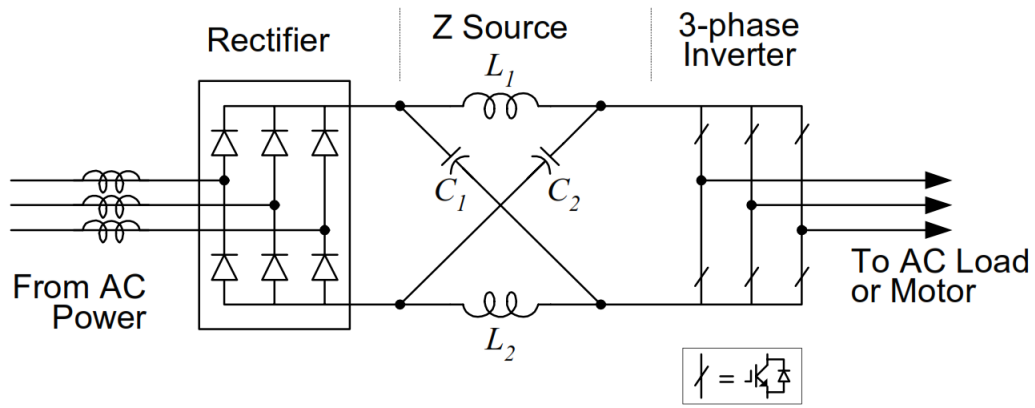 Rectifier
Z Source
3-phase
Inverter
L1
C1
C2
From AC
Power
L2
To AC Load
or Motor
=